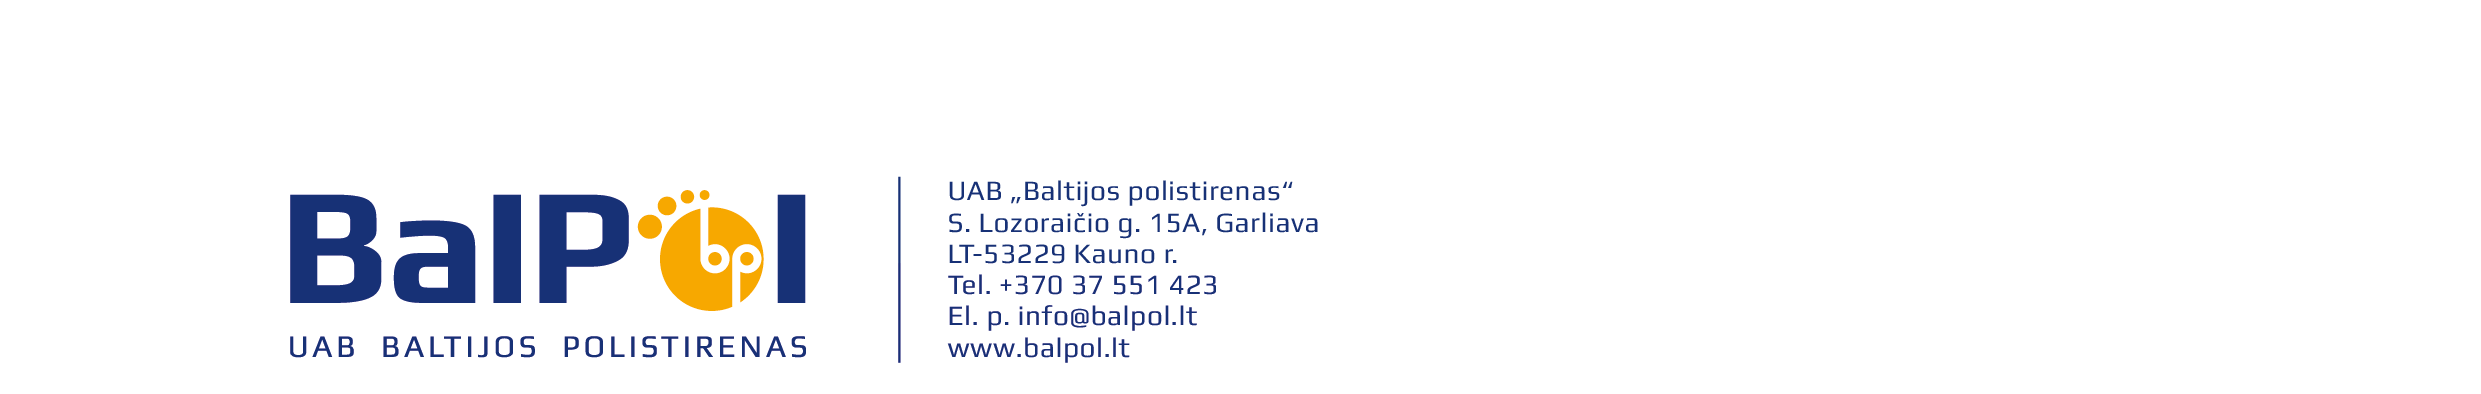 BalPol
UAB BALTIJOS POLISTIRENAS
UAB „Baltijos polistirenas“
S. Lozoraičio g. 15A, Garliava
LT-53229 Kauno r.
Tel. +370 37 551 423
El. p. info@balpol.lt
www.balpol.lt